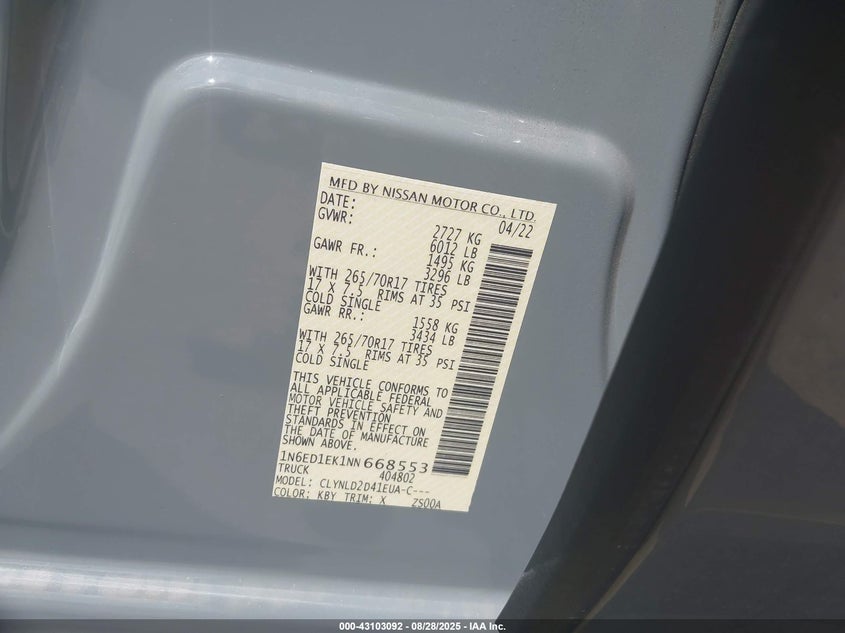 MFD BY NISSAN MOTOR CO., LTD.
DATE: 04/22
GVWR: 2727 KG
6012 LB
GAWR FR.: 1495 KG
3296 LB
WITH 265/70R17 TIRES
17 X 7.5 RIMS AT 35 PSI
COLD SINGLE
GAWR RR.: 1558 KG
3434 LB
WITH 265/70R17 TIRES
17 X 7.5 RIMS AT 35 PSI
COLD SINGLE
THIS VEHICLE CONFORMS TO
ALL APPLICABLE FEDERAL
MOTOR VEHICLE SAFETY AND
THEFT PREVENTION
STANDARDS IN EFFECT ON
THE DATE OF MANUFACTURE
SHOWN ABOVE.
1N6ED1EK1NN 668553
TRUCK 404802
MODEL: CLYNLD2D41EUA-C---
COLOR: KBY TRIM: X ZS00A
000-43103092 - 08/28/2025 - IAA Inc.